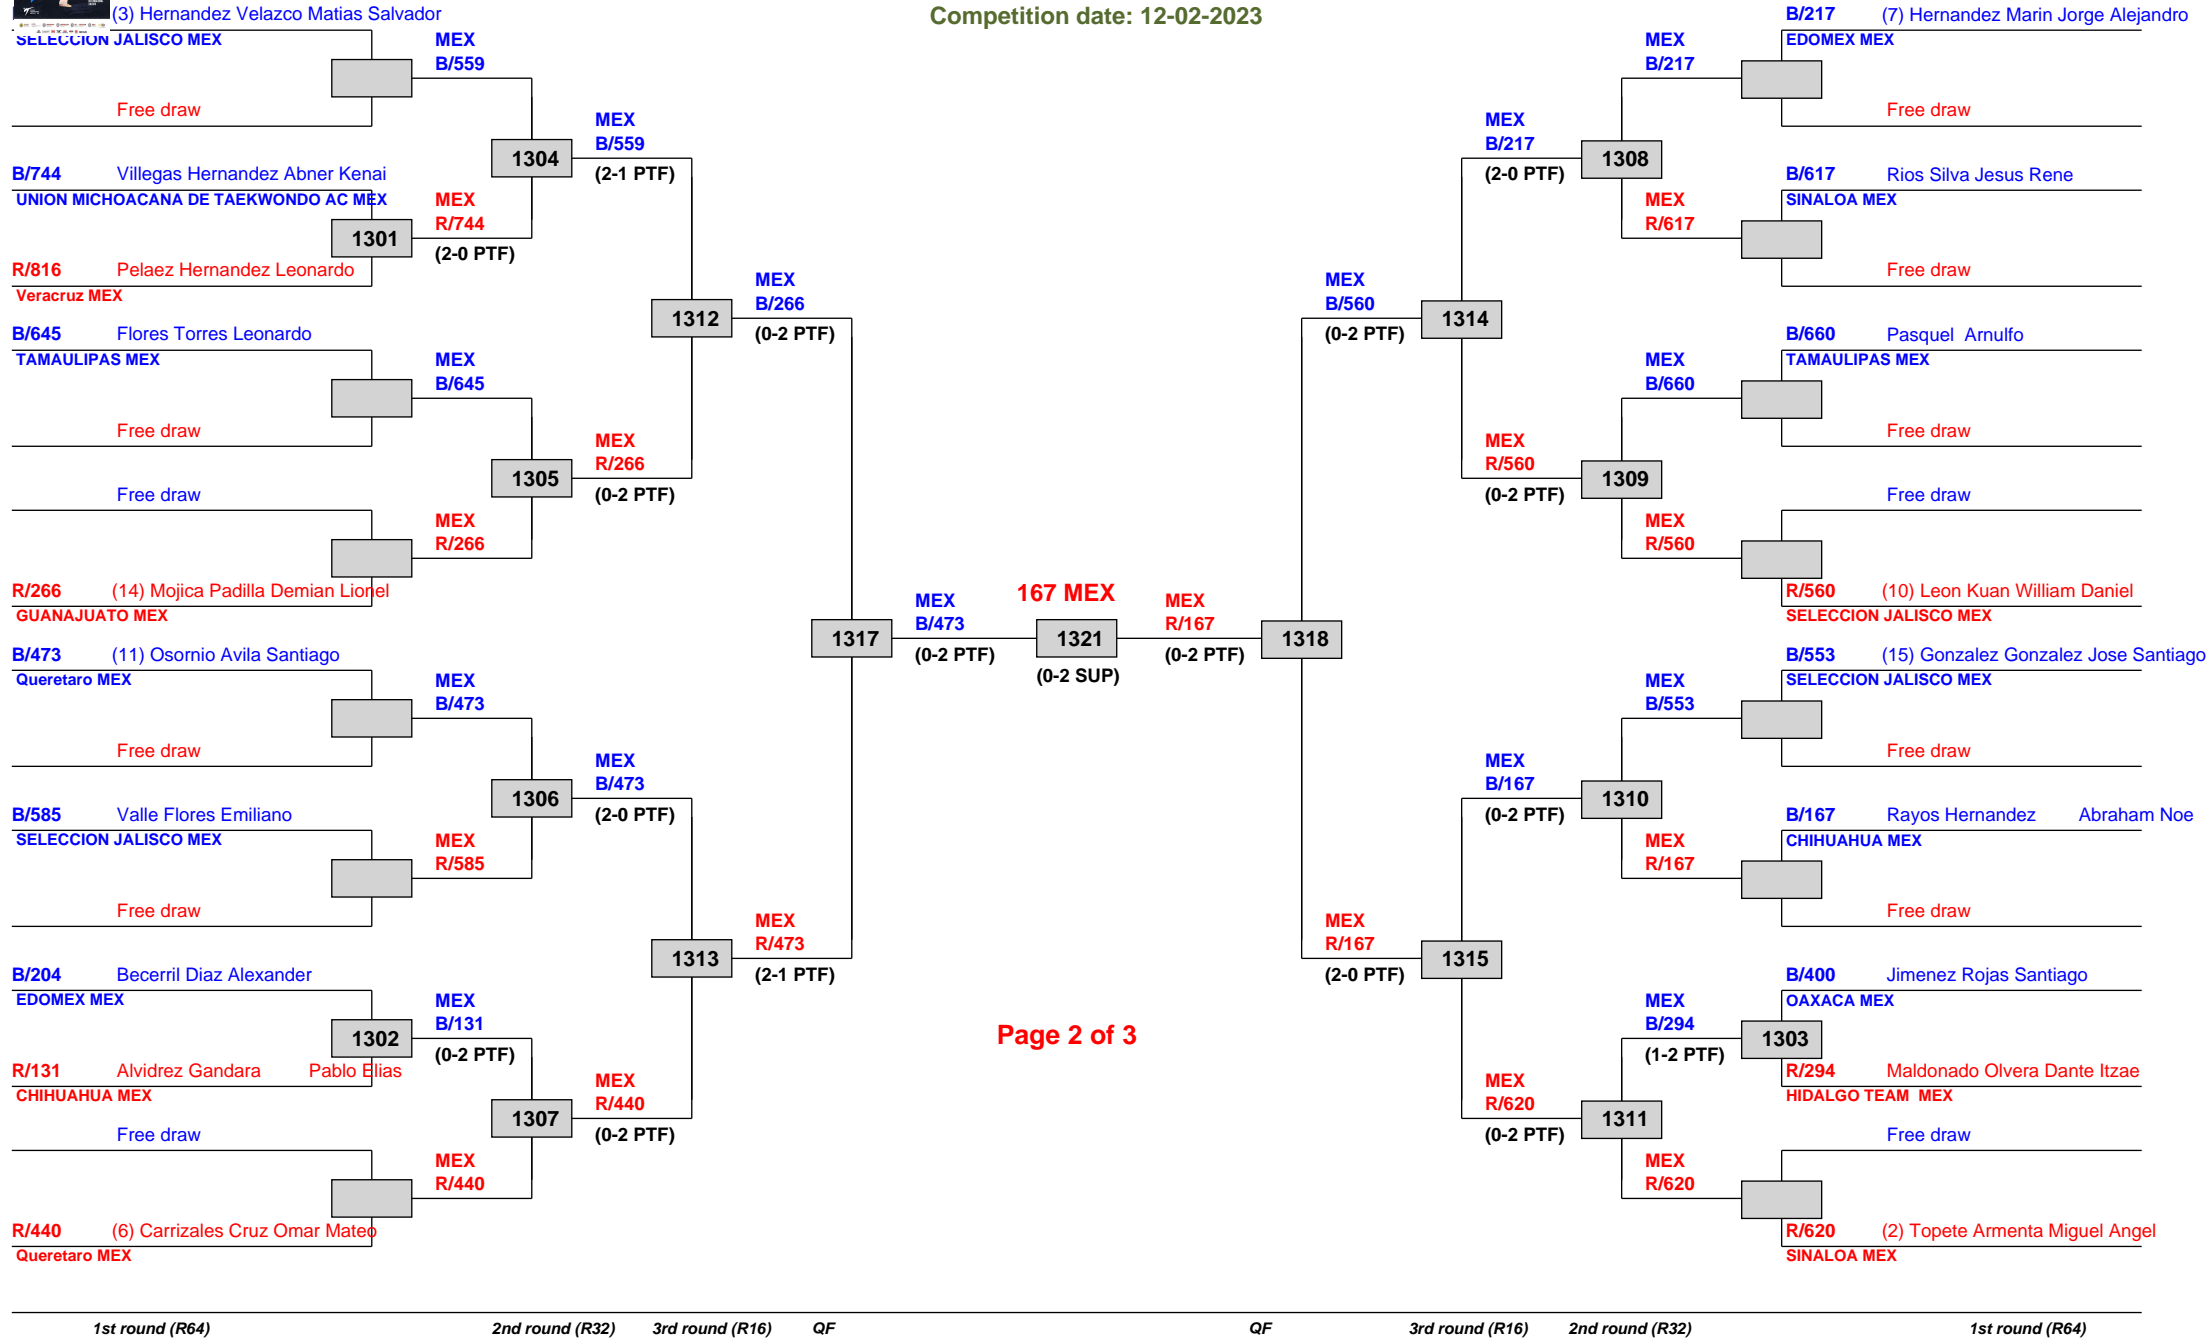 (3) Hernandez Velazco Matias Salvador
SELECCION JALISCO MEX
Free draw
B/744 Villegas Hernandez Abner Kenai
UNION MICHOACANA DE TAEKWONDO AC MEX
R/816 Pelaez Hernandez Leonardo
Veracruz MEX
B/645 Flores Torres Leonardo
TAMAULIPAS MEX
Free draw
Free draw
R/266 (14) Mojica Padilla Demian Lionel
GUANAJUATO MEX
B/473 (11) Osornio Avila Santiago
Queretaro MEX
Free draw
B/585 Valle Flores Emiliano
SELECCION JALISCO MEX
Free draw
B/204 Becerril Diaz Alexander
EDOMEX MEX
R/131 Alvidrez Gandara Pablo Elias
CHIHUAHUA MEX
Free draw
R/440 (6) Carrizales Cruz Omar Mateo
Queretaro MEX
1301
1302
MEX
B/559
MEX
R/744
(2-0 PTF)
MEX
B/645
MEX
R/266
MEX
B/473
MEX
R/585
MEX
B/131
(0-2 PTF)
MEX
R/440
1304
1305
1306
1307
MEX
B/559
(2-1 PTF)
MEX
R/266
(0-2 PTF)
MEX
B/473
(2-0 PTF)
MEX
R/440
(0-2 PTF)
1312
1313
MEX
B/266
(0-2 PTF)
MEX
R/473
(2-1 PTF)
1317
MEX
B/473
(0-2 PTF)
Competition date: 12-02-2023
167 MEX
1321
(0-2 SUP)
Page 2 of 3
MEX
R/167
(0-2 PTF)
1318
MEX
B/560
(0-2 PTF)
MEX
R/167
(2-0 PTF)
1314
1315
MEX
B/217
(2-0 PTF)
MEX
R/560
(0-2 PTF)
MEX
B/167
(0-2 PTF)
MEX
R/620
(0-2 PTF)
1308
1309
1310
1311
MEX
B/217
MEX
R/617
MEX
B/660
MEX
R/560
MEX
B/553
MEX
R/167
MEX
B/294
(1-2 PTF)
MEX
R/620
1303
B/217 (7) Hernandez Marin Jorge Alejandro
EDOMEX MEX
Free draw
B/617 Rios Silva Jesus Rene
SINALOA MEX
Free draw
B/660 Pasquel Arnulfo
TAMAULIPAS MEX
Free draw
Free draw
R/560 (10) Leon Kuan William Daniel
SELECCION JALISCO MEX
B/553 (15) Gonzalez Gonzalez Jose Santiago
SELECCION JALISCO MEX
Free draw
B/167 Rayos Hernandez Abraham Noe
CHIHUAHUA MEX
Free draw
B/400 Jimenez Rojas Santiago
OAXACA MEX
R/294 Maldonado Olvera Dante Itzae
HIDALGO TEAM MEX
Free draw
R/620 (2) Topete Armenta Miguel Angel
SINALOA MEX
1st round (R64) 2nd round (R32) 3rd round (R16) QF QF 3rd round (R16) 2nd round (R32) 1st round (R64)